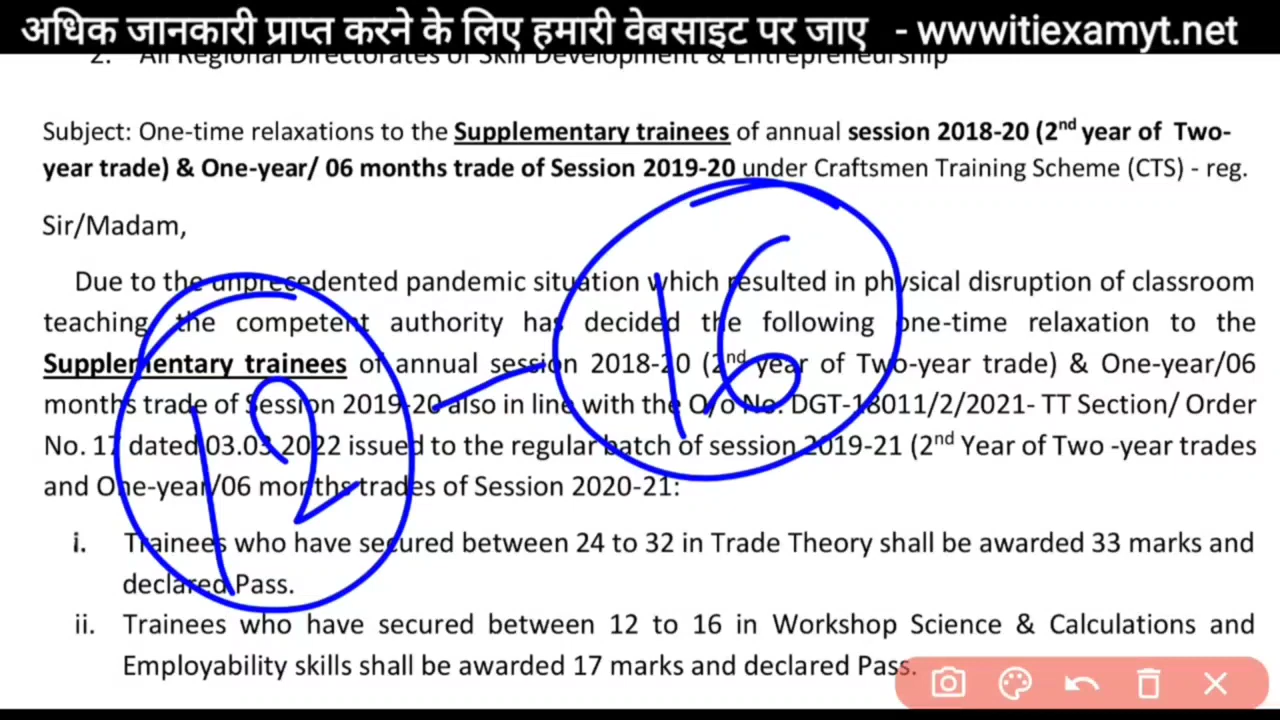 अधिक जानकारी प्राप्त करने के लिए हमारी वेबसाइट पर जाए - wwwitiexamyt.net
2. All Regional Directorates of Skill Development & Entrepreneurship
Subject: One-time relaxations to the Supplementary trainees of annual session 2018-20 (2nd year of Two-
year trade) & One-year/ 06 months trade of Session 2019-20 under Craftsmen Training Scheme (CTS) - reg.
Sir/Madam,
Due to the unprecedented pandemic situation which resulted in physical disruption of classroom
teaching the competent authority has decided the following one-time relaxation to the
Supplementary trainees of annual session 2018-20 (2nd year of Two-year trade) & One-year/06
months trade of Session 2019-20 also in line with the O/o No. DGT-18011/2/2021- TT Section/ Order
No. 17 dated 03.03.2022 issued to the regular batch of session 2019-21 (2nd Year of Two -year trades
and One-year/06 months trades of Session 2020-21:
i. Trainees who have secured between 24 to 32 in Trade Theory shall be awarded 33 marks and
declared Pass.
ii. Trainees who have secured between 12 to 16 in Workshop Science & Calculations and
Employability skills shall be awarded 17 marks and declared Pass.
12 - 16